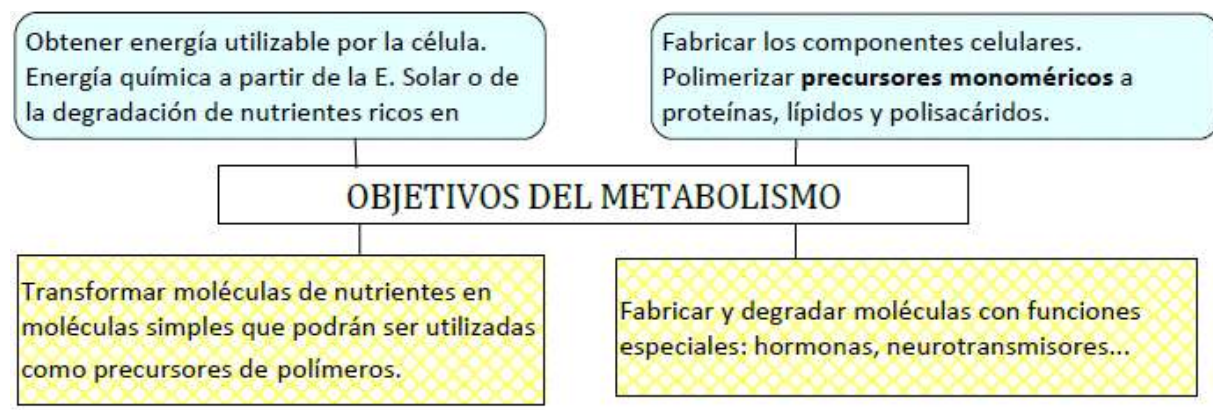 Obtener energía utilizable por la célula.
Energía química a partir de la E. Solar o de
la degradación de nutrientes ricos en
Fabricar los componentes celulares.
Polimerizar precursores monoméricos a
proteínas, lípidos y polisacáridos.
OBJETIVOS DEL METABOLISMO
Transformar moléculas de nutrientes en
moléculas simples que podrán ser utilizadas
como precursores de polímeros.
Fabricar y degradar moléculas con funciones
especiales: hormonas, neurotransmisores...